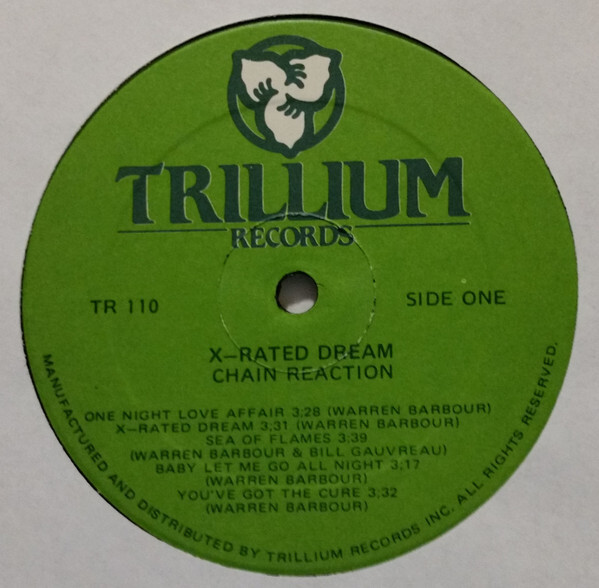 TRILLIUM
RECORDS
TR 110
SIDE ONE
X-RATED DREAM
CHAIN REACTION
ONE NIGHT LOVE AFFAIR 3;28 (WARREN BARBOUR)
X-RATED DREAM 3;31 (WARREN BARBOUR)
SEA OF FLAMES 3;39
(WARREN BARBOUR & BILL GAUVREAU)
BABY LET ME GO ALL NIGHT 3;17
(WARREN BARBOUR)
YOU'VE GOT THE CURE 3;32
(WARREN BARBOUR)
MANUFACTURED AND DISTRIBUTED BY TRILLIUM RECORDS INC. ALL RIGHTS RESERVED.